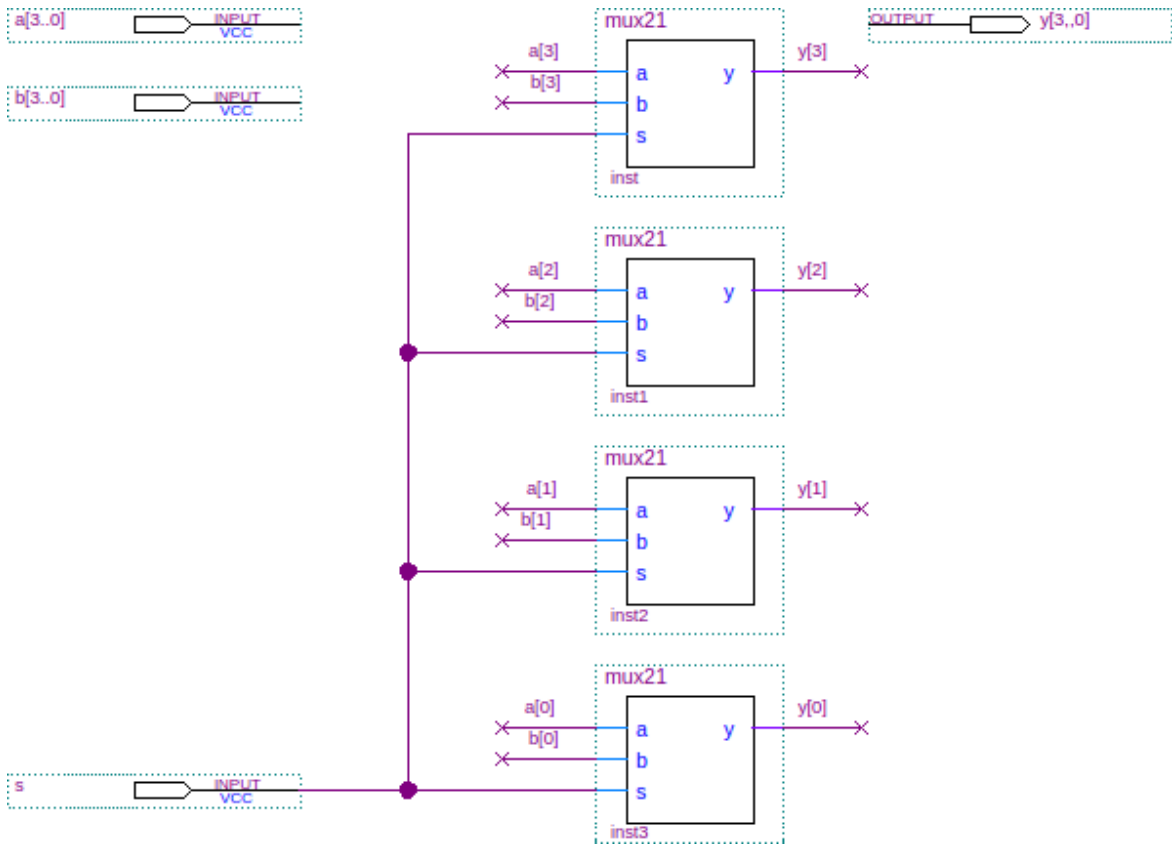 a[3..0] INPUT VCC
b[3..0] INPUT VCC
mux21
a[3] a y y[3]
b[3] b
s
inst
OUTPUT y[3,,0]
mux21
a[2] a y y[2]
b[2] b
s
inst1
mux21
a[1] a y y[1]
b[1] b
s
inst2
mux21
a[0] a y y[0]
b[0] b
s
inst3
s INPUT VCC